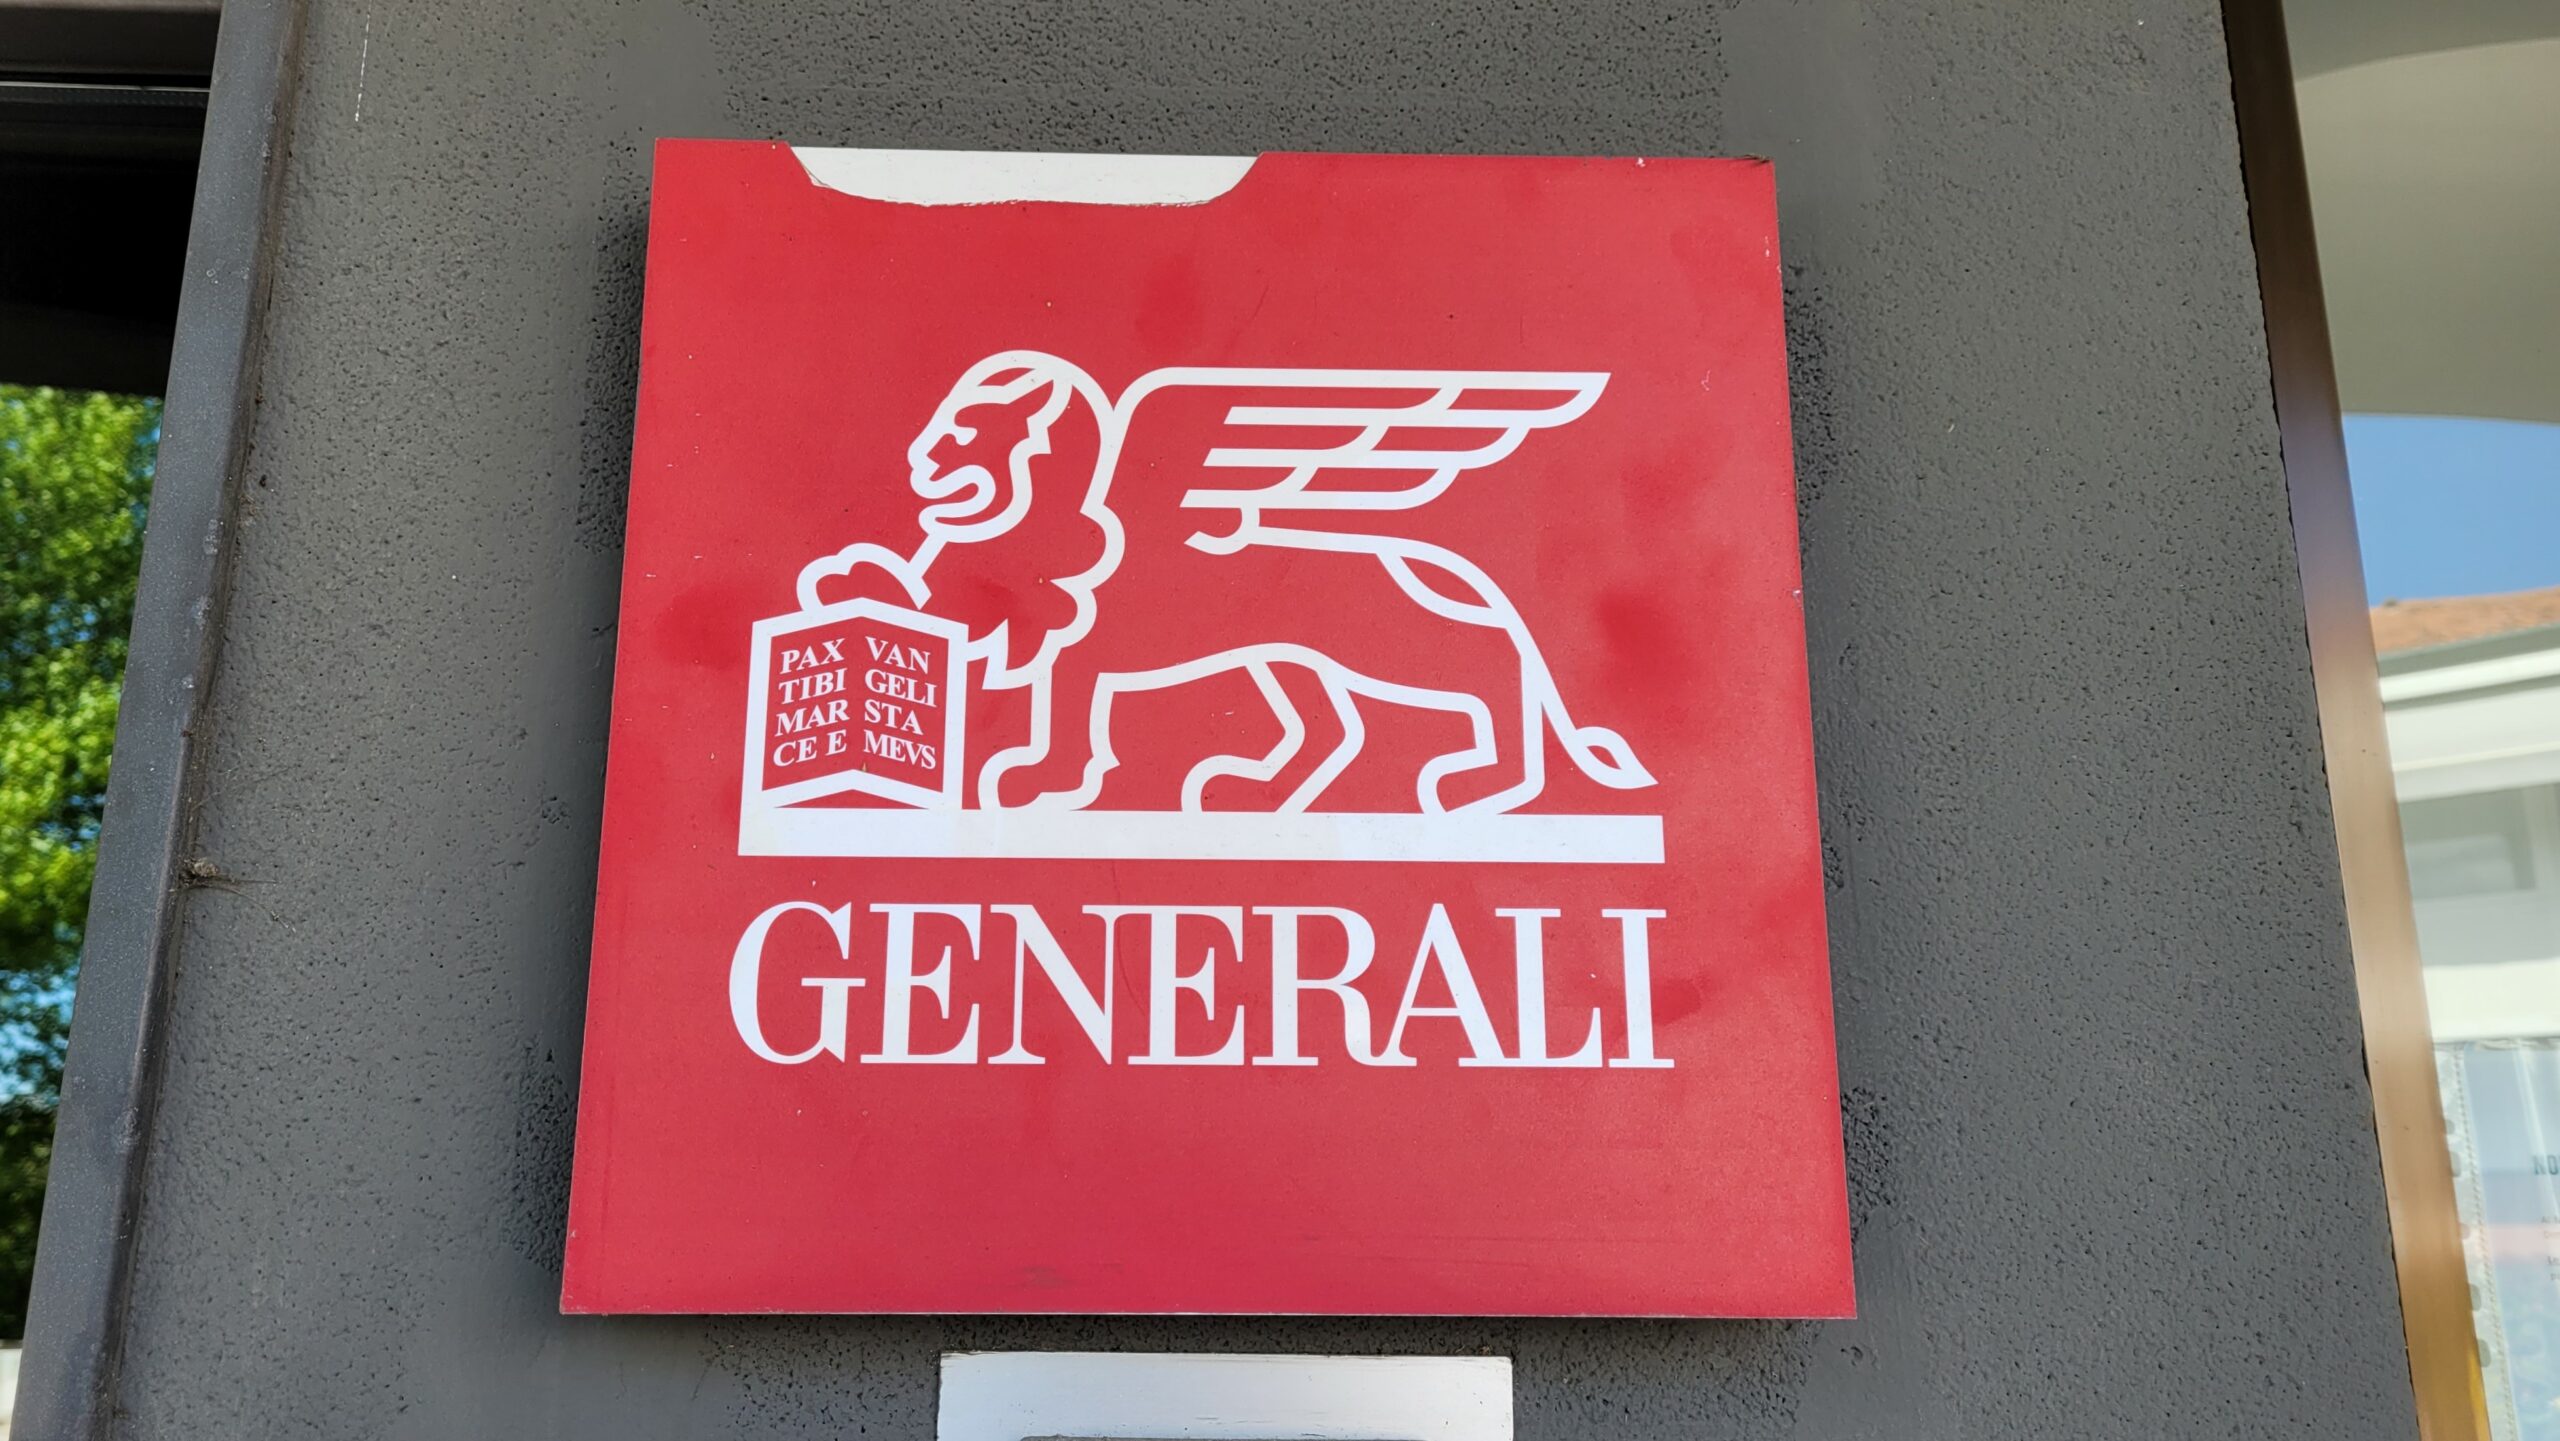 PAX
TIBI
MAR
CE E
VAN
GELI
STA
MEVS
GENERALI